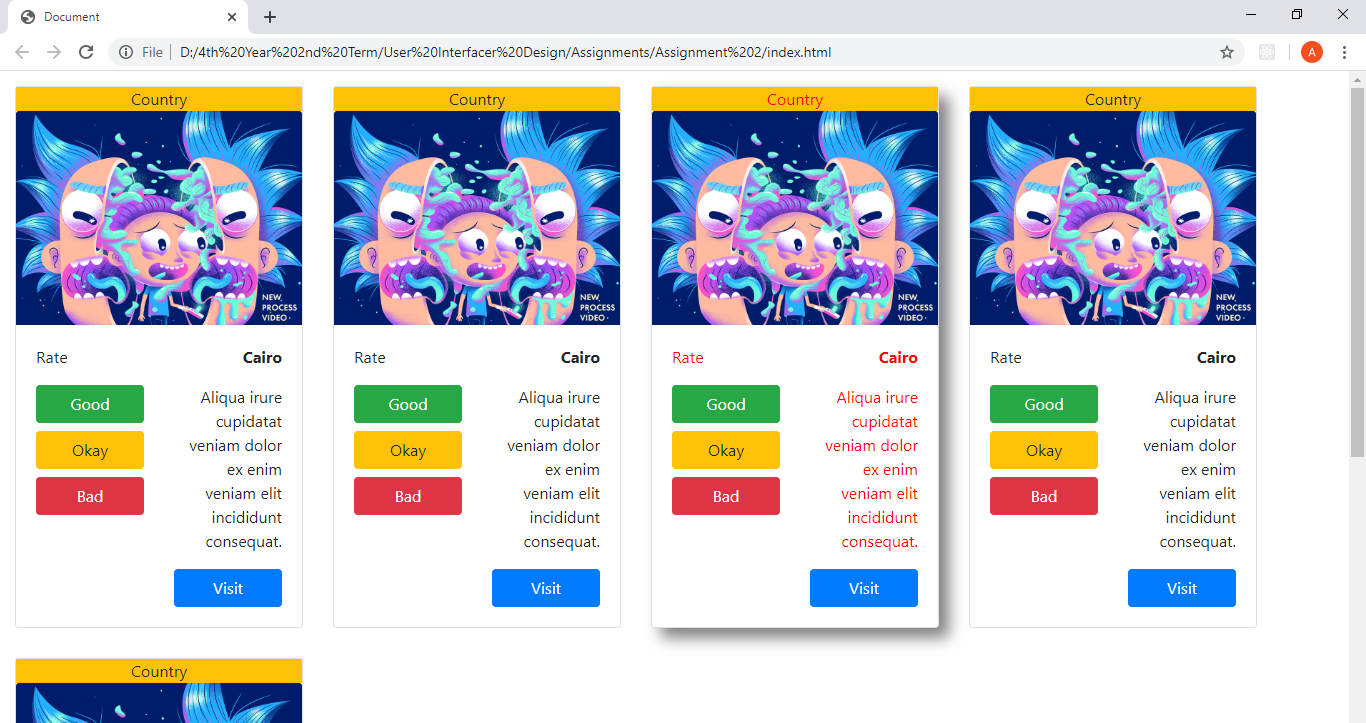 Document
File
D:/4th%20Year%202nd%20Term/User%20Interfacer%20Design/Assignments/Assignment%202/index.html
A
Country
NEW
PROCESS
VIDEO
Rate
Cairo
Good
Okay
Bad
Aliqua irure
cupidatat
veniam dolor
ex enim
veniam elit
incididunt
consequat.
Visit
Country
NEW
PROCESS
VIDEO
Rate
Cairo
Good
Okay
Bad
Aliqua irure
cupidatat
veniam dolor
ex enim
veniam elit
incididunt
consequat.
Visit
Country
NEW
PROCESS
VIDEO
Rate
Cairo
Good
Okay
Bad
Aliqua irure
cupidatat
veniam dolor
ex enim
veniam elit
incididunt
consequat.
Visit
Country
NEW
PROCESS
VIDEO
Rate
Cairo
Good
Okay
Bad
Aliqua irure
cupidatat
veniam dolor
ex enim
veniam elit
incididunt
consequat.
Visit
Country